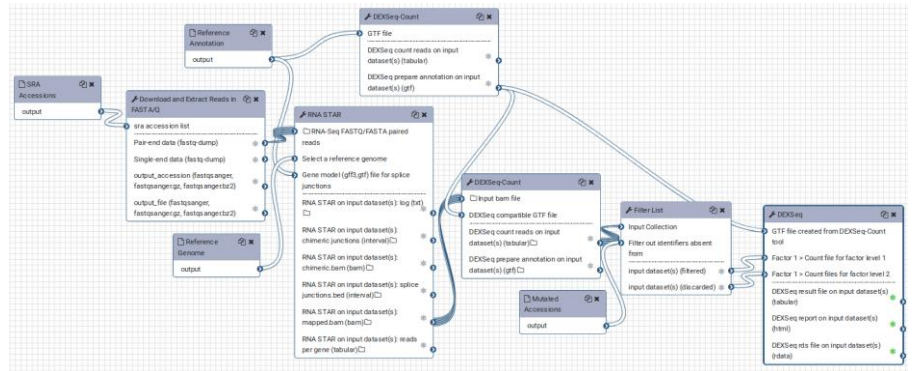 DEXSeq-Count
GTF file
DEXSeq count reads on input
dataset(s) (tabular)
DEXSeq prepare annotation on input
dataset(s) (gtf)
Reference
Annotation
output
SRA
Accessions
output
Download and Extract Reads in
FASTA/Q
sra accession list
Pair-end data (fastq-dump)
Single-end data (fastq-dump)
output_accession (fastqsanger,
fastqsanger.gz, fastqsanger.bz2)
output_file (fastqsanger,
fastqsanger.gz, fastqsanger.bz2)
Reference
Genome
output
RNA STAR
RNA-Seq FASTQ/FASTA paired
reads
Select a reference genome
Gene model (gff3,gtf) file for splice
junctions
RNA STAR on input dataset(s): log (txt)
RNA STAR on input dataset(s):
chimeric junctions (interval)
RNA STAR on input dataset(s):
chimeric.bam (bam)
RNA STAR on input dataset(s): splice
junctions.bed (interval)
RNA STAR on input dataset(s):
mapped.bam (bam)
RNA STAR on input dataset(s): reads
per gene (tabular)
DEXSeq-Count
Input bam file
DEXSeq compatible GTF file
DEXSeq count reads on input
dataset(s) (tabular)
DEXSeq prepare annotation on input
dataset(s) (gtf)
Mutated
Accessions
output
Filter List
Input Collection
Filter out identifiers absent
from
input dataset(s) (filtered)
input dataset(s) (discarded)
DEXSeq
GTF file created from DEXSeq-Count
tool
Factor 1 > Count file for factor level 1
Factor 1 > Count files for factor level 2
DEXSeq result file on input dataset(s)
(tabular)
DEXSeq report on input dataset(s)
(html)
DEXSeq rds file on input dataset(s)
(rdata)